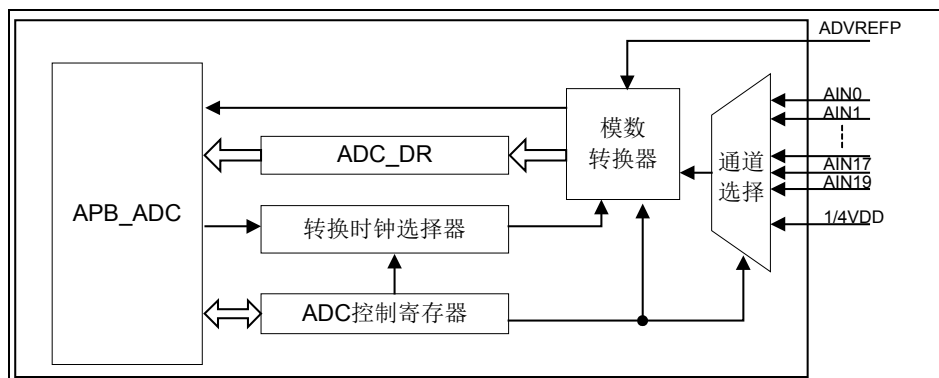 ADVREFP
AIN0
AIN1
AIN17
AIN19
1/4VDD
模数
转换器
通道
选择
ADC_DR
APB_ADC
转换时钟选择器
ADC控制寄存器